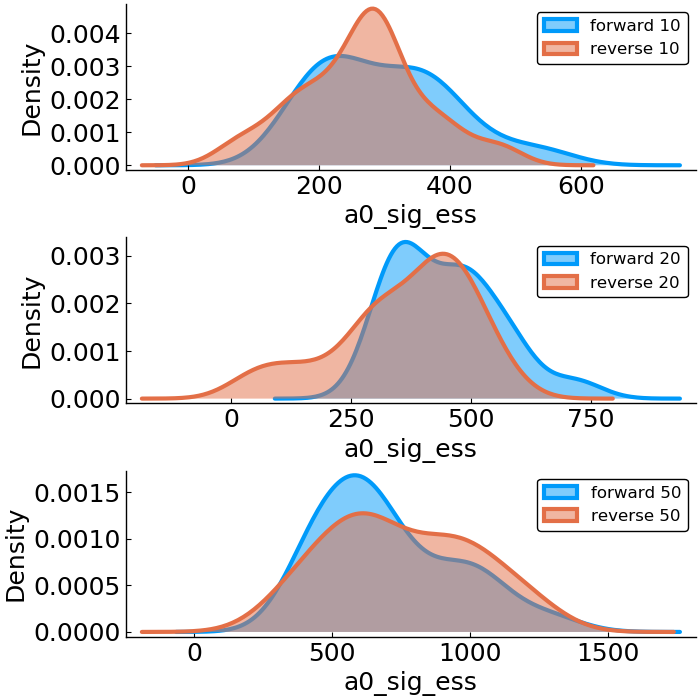 Density
0.004
0.003
0.002
0.001
0.000
0 200 400 600
a0_sig_ess
forward 10
reverse 10
Density
0.003
0.002
0.001
0.000
0 250 500 750
a0_sig_ess
forward 20
reverse 20
Density
0.0015
0.0010
0.0005
0.0000
0 500 1000 1500
a0_sig_ess
forward 50
reverse 50